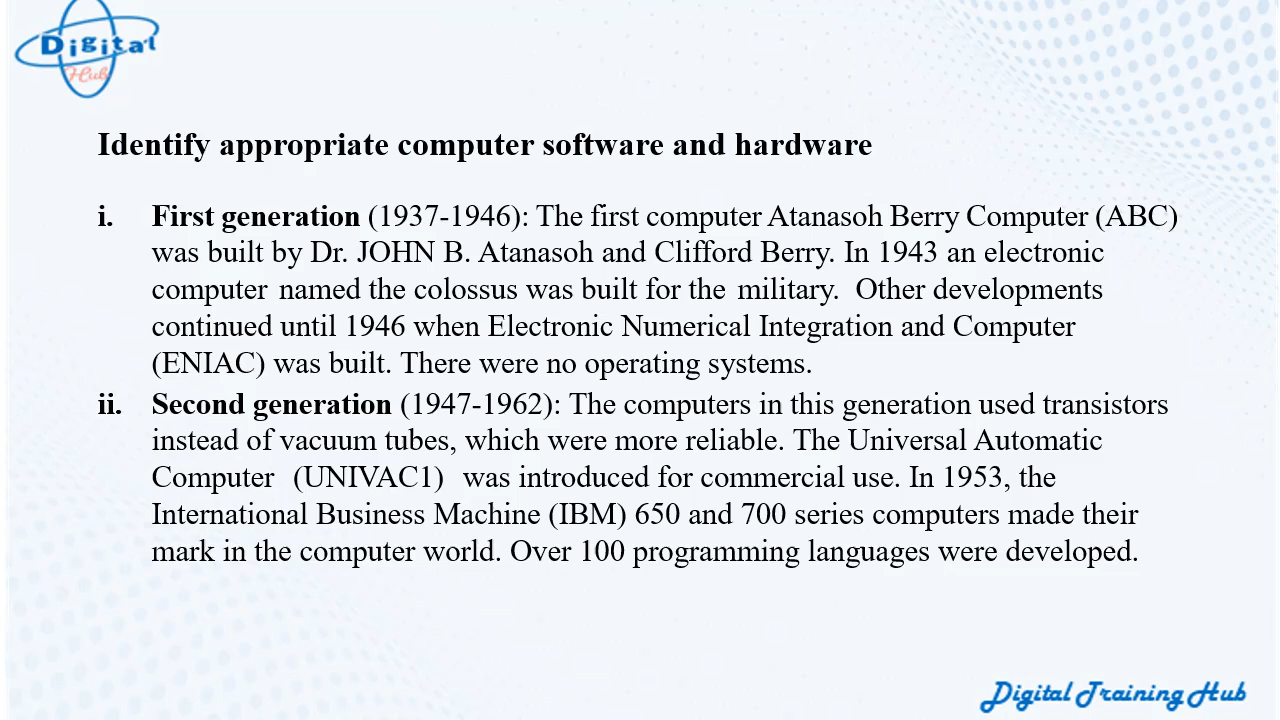 Digital
Hub
Identify appropriate computer software and hardware
i. First generation (1937-1946): The first computer Atanasoh Berry Computer (ABC)
was built by Dr. JOHN B. Atanasoh and Clifford Berry. In 1943 an electronic
computer named the colossus was built for the military. Other developments
continued until 1946 when Electronic Numerical Integration and Computer
(ENIAC) was built. There were no operating systems.
ii. Second generation (1947-1962): The computers in this generation used transistors
instead of vacuum tubes, which were more reliable. The Universal Automatic
Computer (UNIVAC1) was introduced for commercial use. In 1953, the
International Business Machine (IBM) 650 and 700 series computers made their
mark in the computer world. Over 100 programming languages were developed.
Digital Training Hub